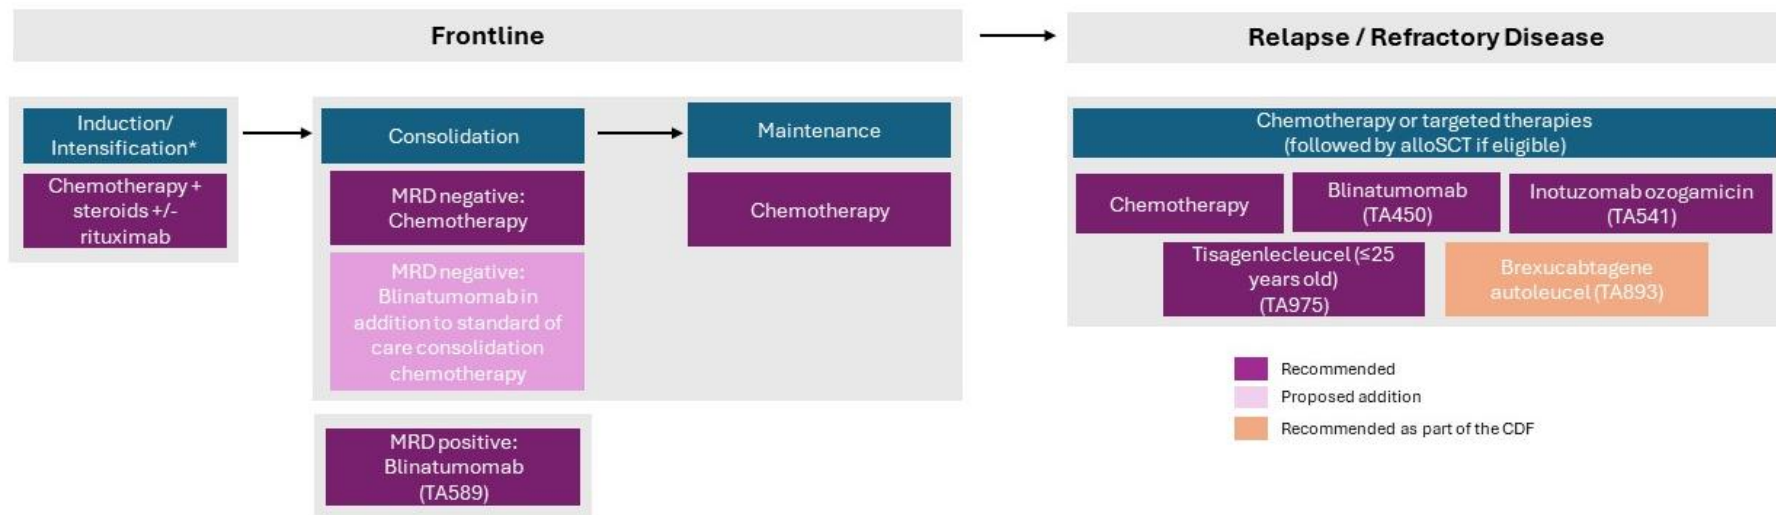 Frontline
Relapse / Refractory Disease
Induction/
Intensification*
Chemotherapy +
steroids +/-
rituximab
Consolidation
MRD negative:
Chemotherapy
MRD negative:
Blinatumomab in
addition to standard of
care consolidation
chemotherapy
MRD positive:
Blinatumomab
(TA589)
Maintenance
Chemotherapy
Chemotherapy or targeted therapies
(followed by alloSCT if eligible)
Chemotherapy
Blinatumomab
(TA450)
Inotuzomab ozogamicin
(TA541)
Tisagenlecleucel (≤25
years old)
(TA975)
Brexucabtagene
autoleucel (TA893)
Recommended
Proposed addition
Recommended as part of the CDF